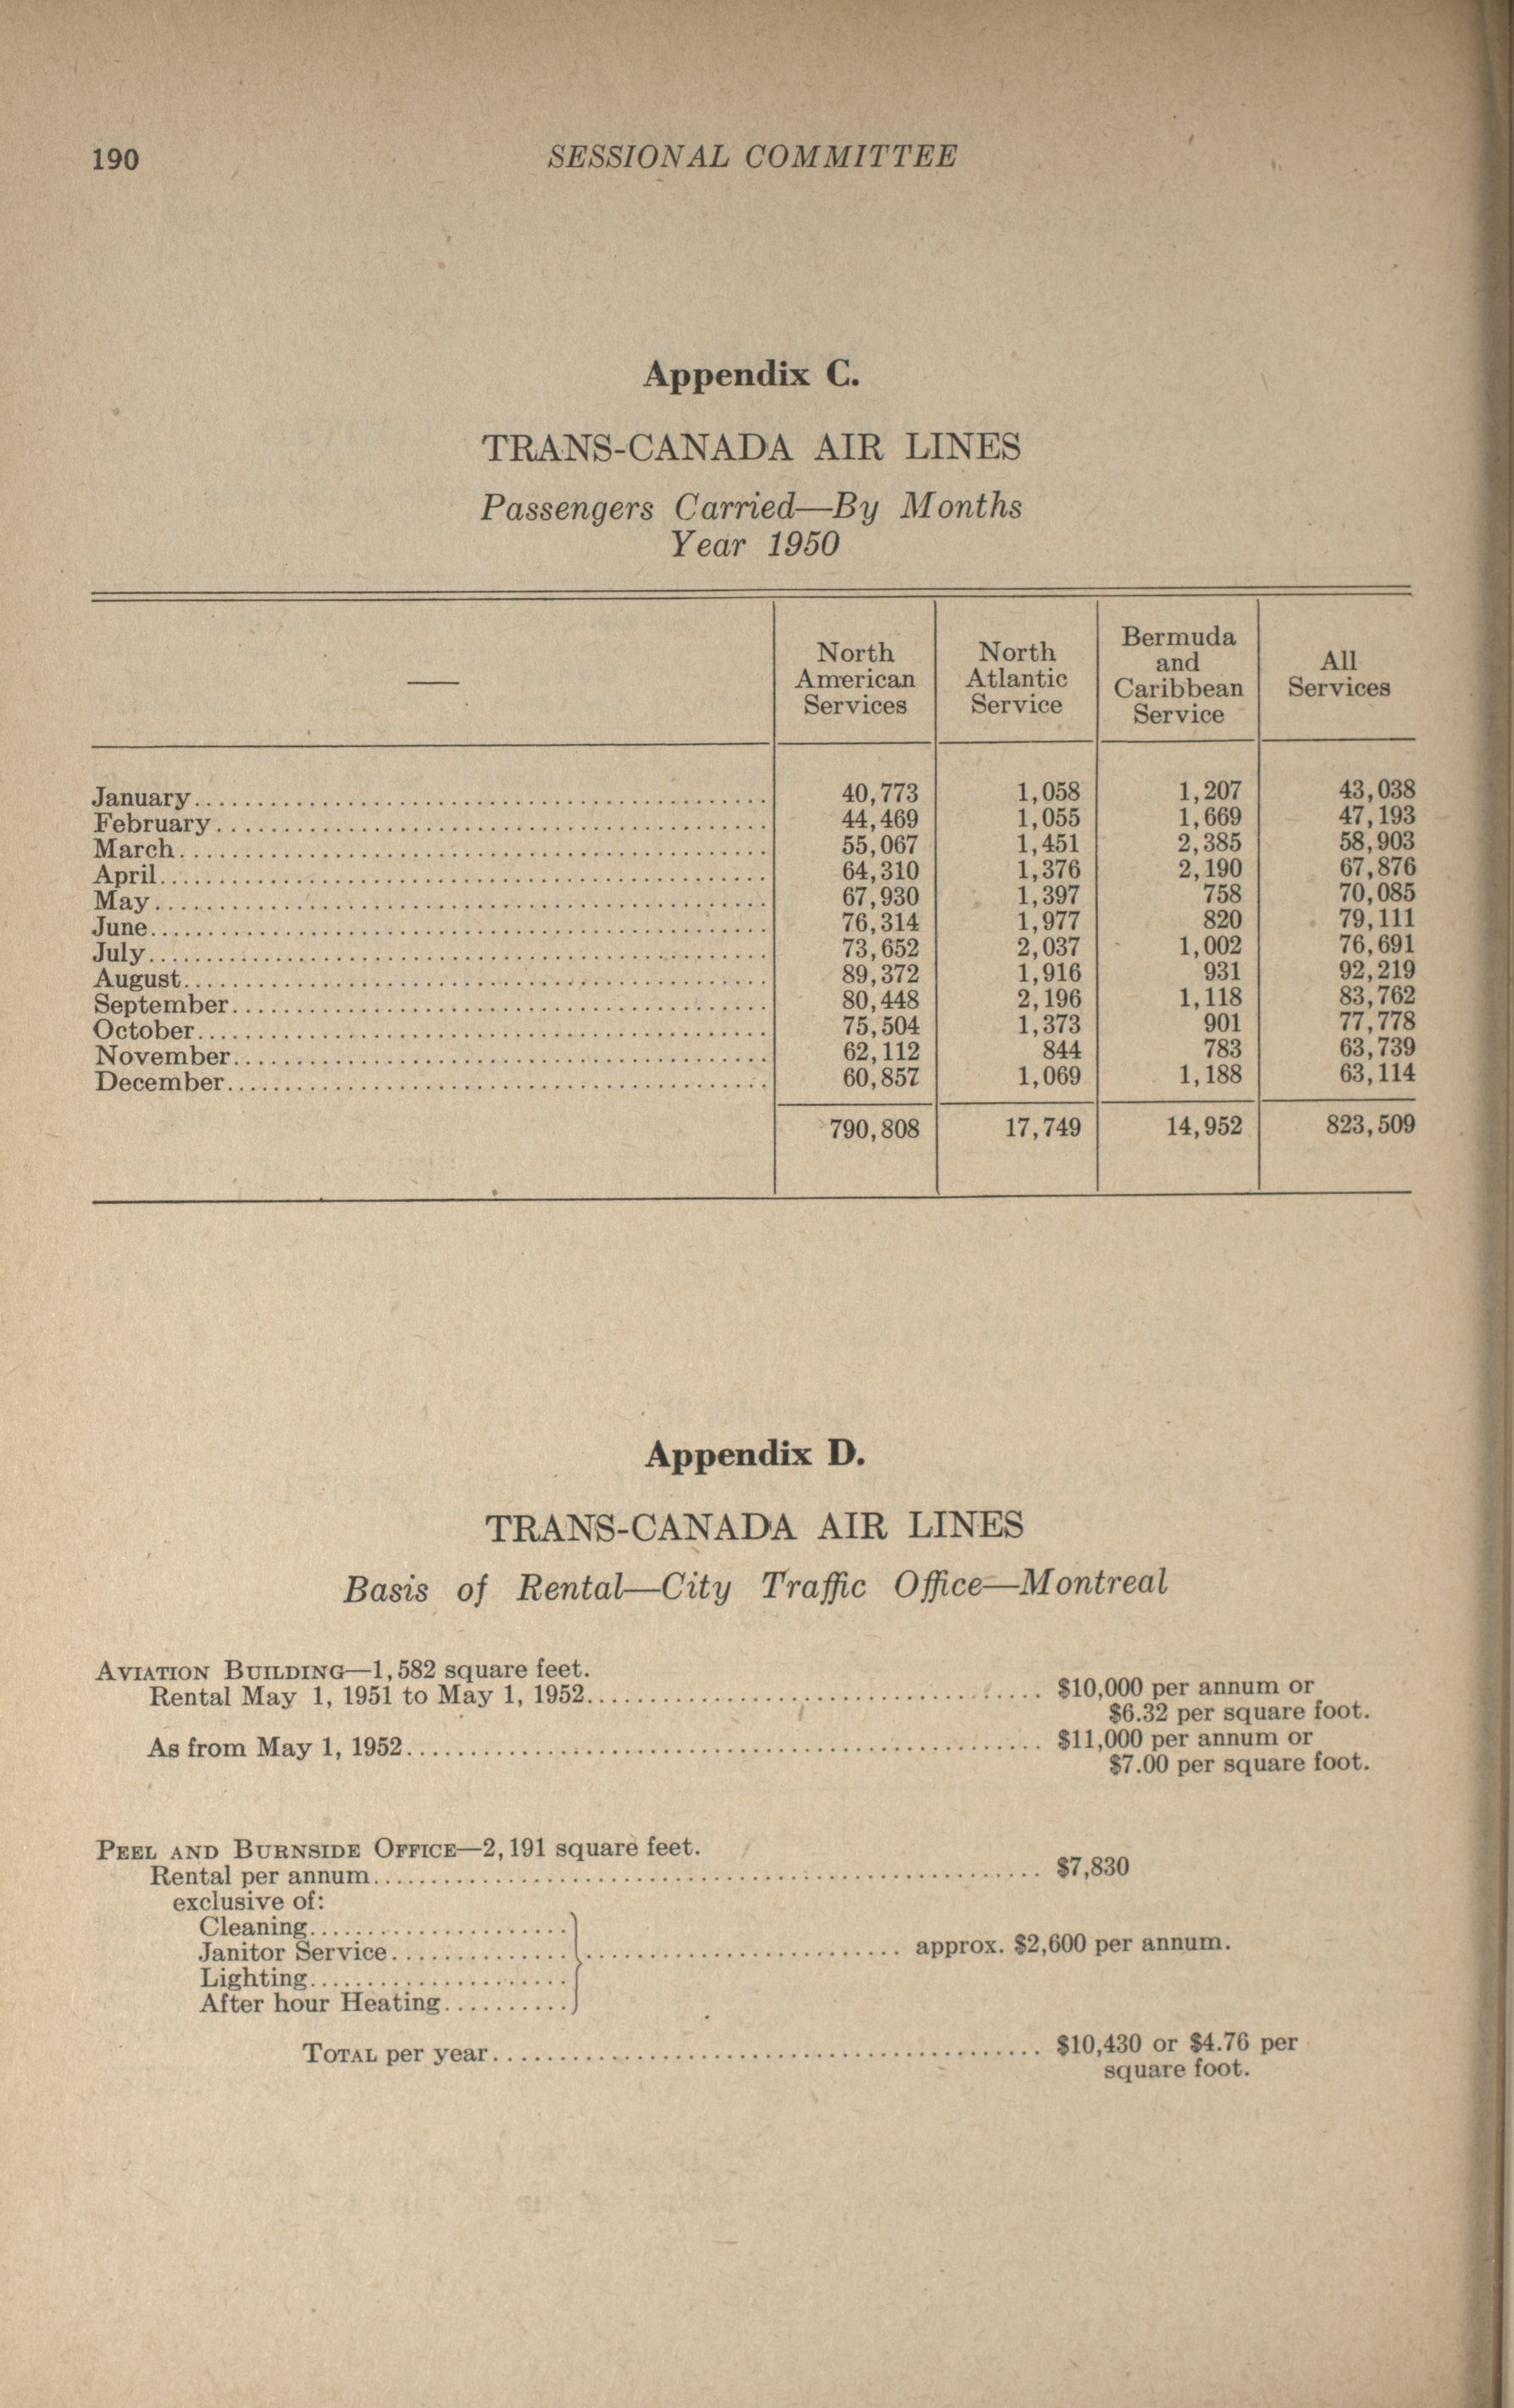 190 SESSIONAL COMMITTEE
Appendix C.
TRANS-CANADA AIR LINES
Passengers Carried—By Months
Year 1950
— North American Services North Atlantic Service Bermuda and Caribbean Service All Services
January 40,773 1,058 1,207 43,038
February 44,469 1,055 1,669 47,193
March 55,067 1,451 2,385 58,903
April 64,310 1,376 2,190 67,876
May 67,930 1,397 758 70,085
June 76,314 1,977 820 79,111
July 73,652 2,037 1,002 76,691
August 89,372 1,916 931 92,219
September 80,448 2,196 1,118 83,762
October 75,504 1,373 901 77,778
November 62,112 844 783 63,739
December 60,857 1,069 1,188 63,114
790,808 17,749 14,952 823,509
Appendix D.
TRANS-CANADA AIR LINES
Basis of Rental—City Traffic Office—Montreal
AVIATION BUILDING—1,582 square feet.
Rental May 1, 1951 to May 1, 1952 $10,000 per annum or
$6.32 per square foot.
As from May 1, 1952 $11,000 per annum or
$7.00 per square foot.
PEEL AND BURNSIDE OFFICE—2,191 square feet.
Rental per annum $7,830
exclusive of:
Cleaning
Janitor Service approx. $2,600 per annum.
Lighting
After hour Heating
TOTAL per year $10,430 or $4.76 per
square foot.